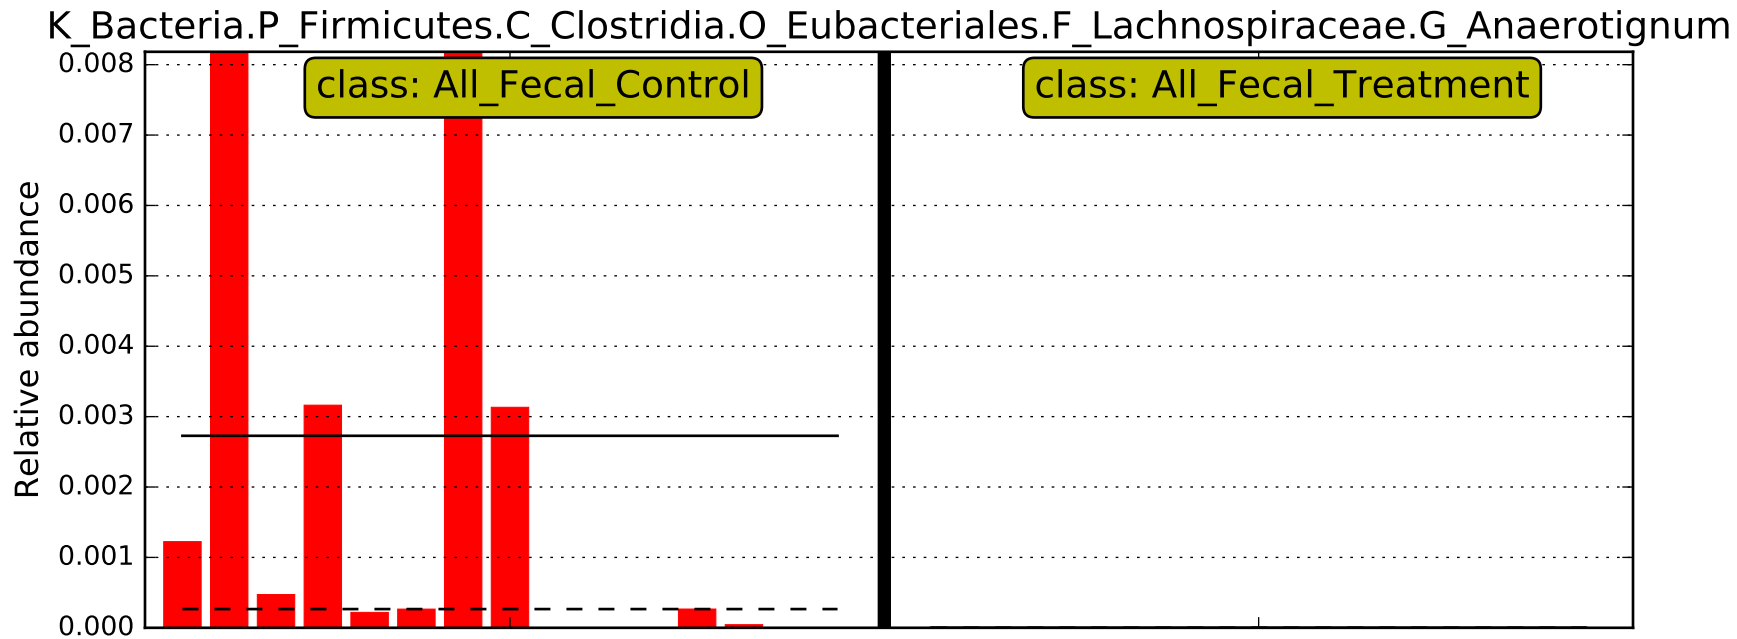 K_Bacteria.P_Firmicutes.C_Clostridia.O_Eubacteriales.F_Lachnospiraceae.G_Anaerotignum
class: All_Fecal_Control
class: All_Fecal_Treatment
Relative abundance
0.008
0.007
0.006
0.005
0.004
0.003
0.002
0.001
0.000